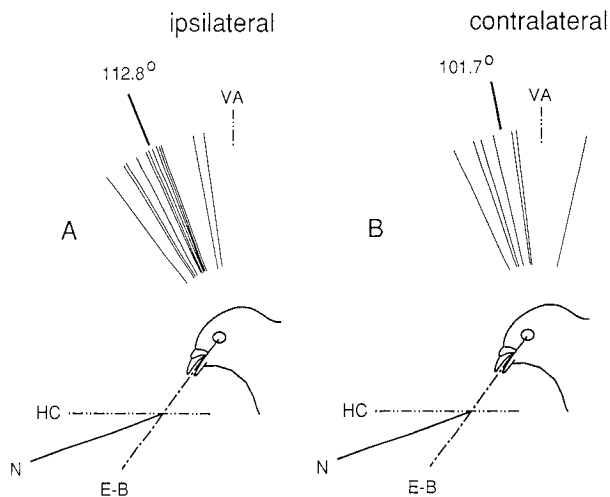 ipsilateral
contralateral
112.8°
101.7°
VA
VA
A
B
HC
HC
N
N
E-B
E-B